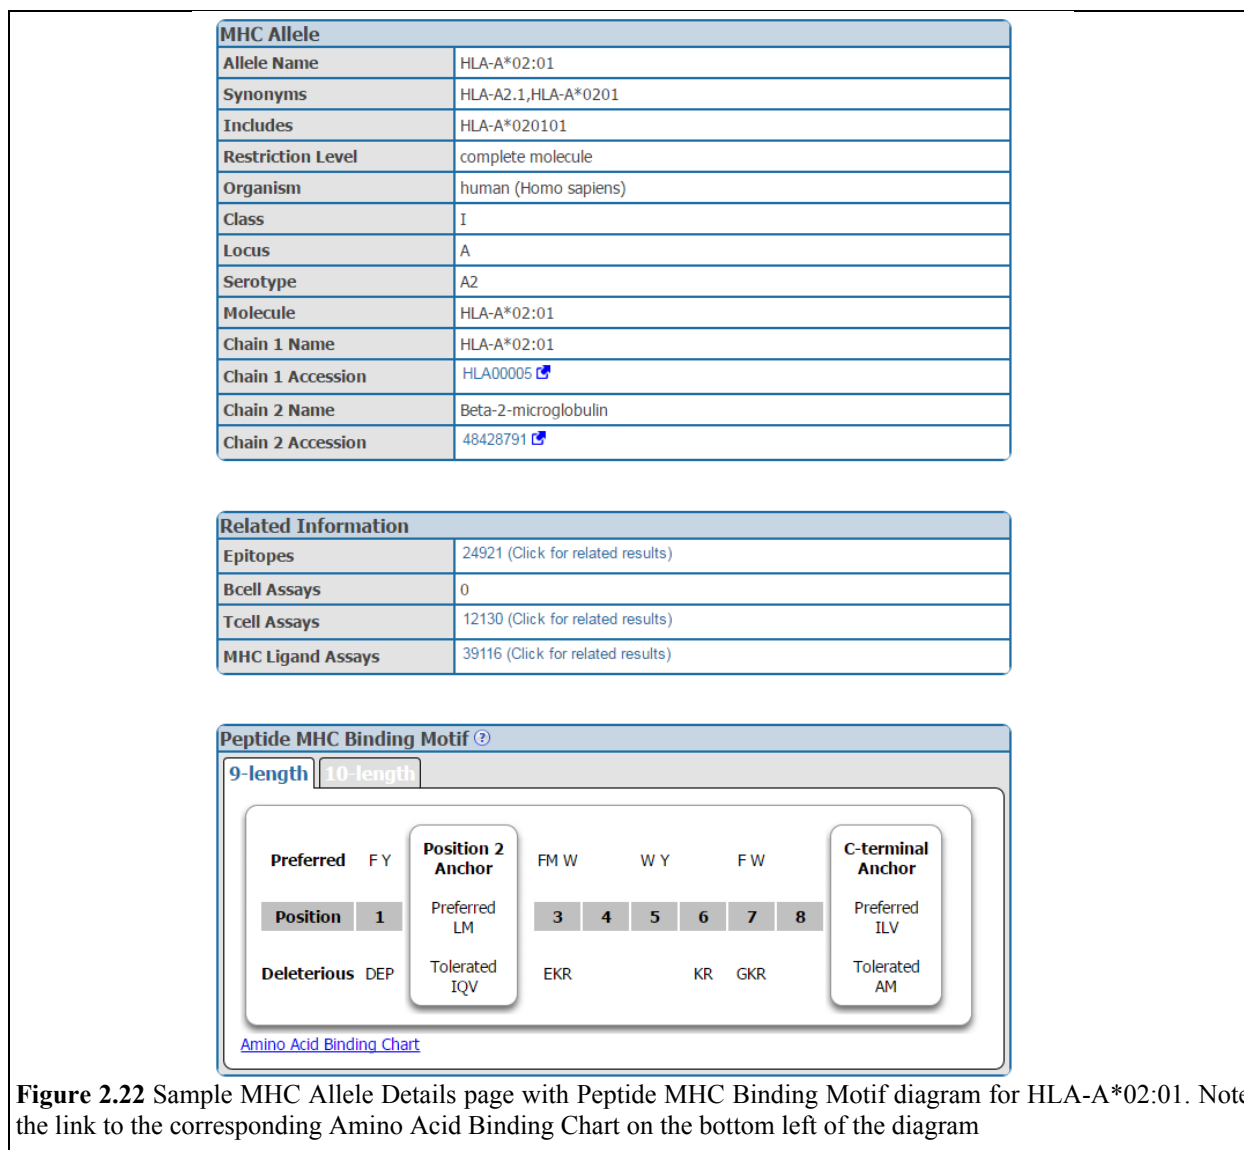 MHC Allele
Allele Name HLA-A*02:01
Synonyms HLA-A2.1,HLA-A*0201
Includes HLA-A*020101
Restriction Level complete molecule
Organism human (Homo sapiens)
Class I
Locus A
Serotype A2
Molecule HLA-A*02:01
Chain 1 Name HLA-A*02:01
Chain 1 Accession HLA00005
Chain 2 Name Beta-2-microglobulin
Chain 2 Accession 48428791
Related Information
Epitopes 24921 (Click for related results)
Bcell Assays 0
Tcell Assays 12130 (Click for related results)
MHC Ligand Assays 39116 (Click for related results)
Peptide MHC Binding Motif ?
9-length 10-length
Preferred F Y Position 2 Anchor FM W W Y F W C-terminal Anchor
Position 1 Preferred LM 3 4 5 6 7 8 Preferred ILV
Deleterious DEP Tolerated IQV EKR KR GKR Tolerated AM
Amino Acid Binding Chart
Figure 2.22 Sample MHC Allele Details page with Peptide MHC Binding Motif diagram for HLA-A*02:01. Note
the link to the corresponding Amino Acid Binding Chart on the bottom left of the diagram